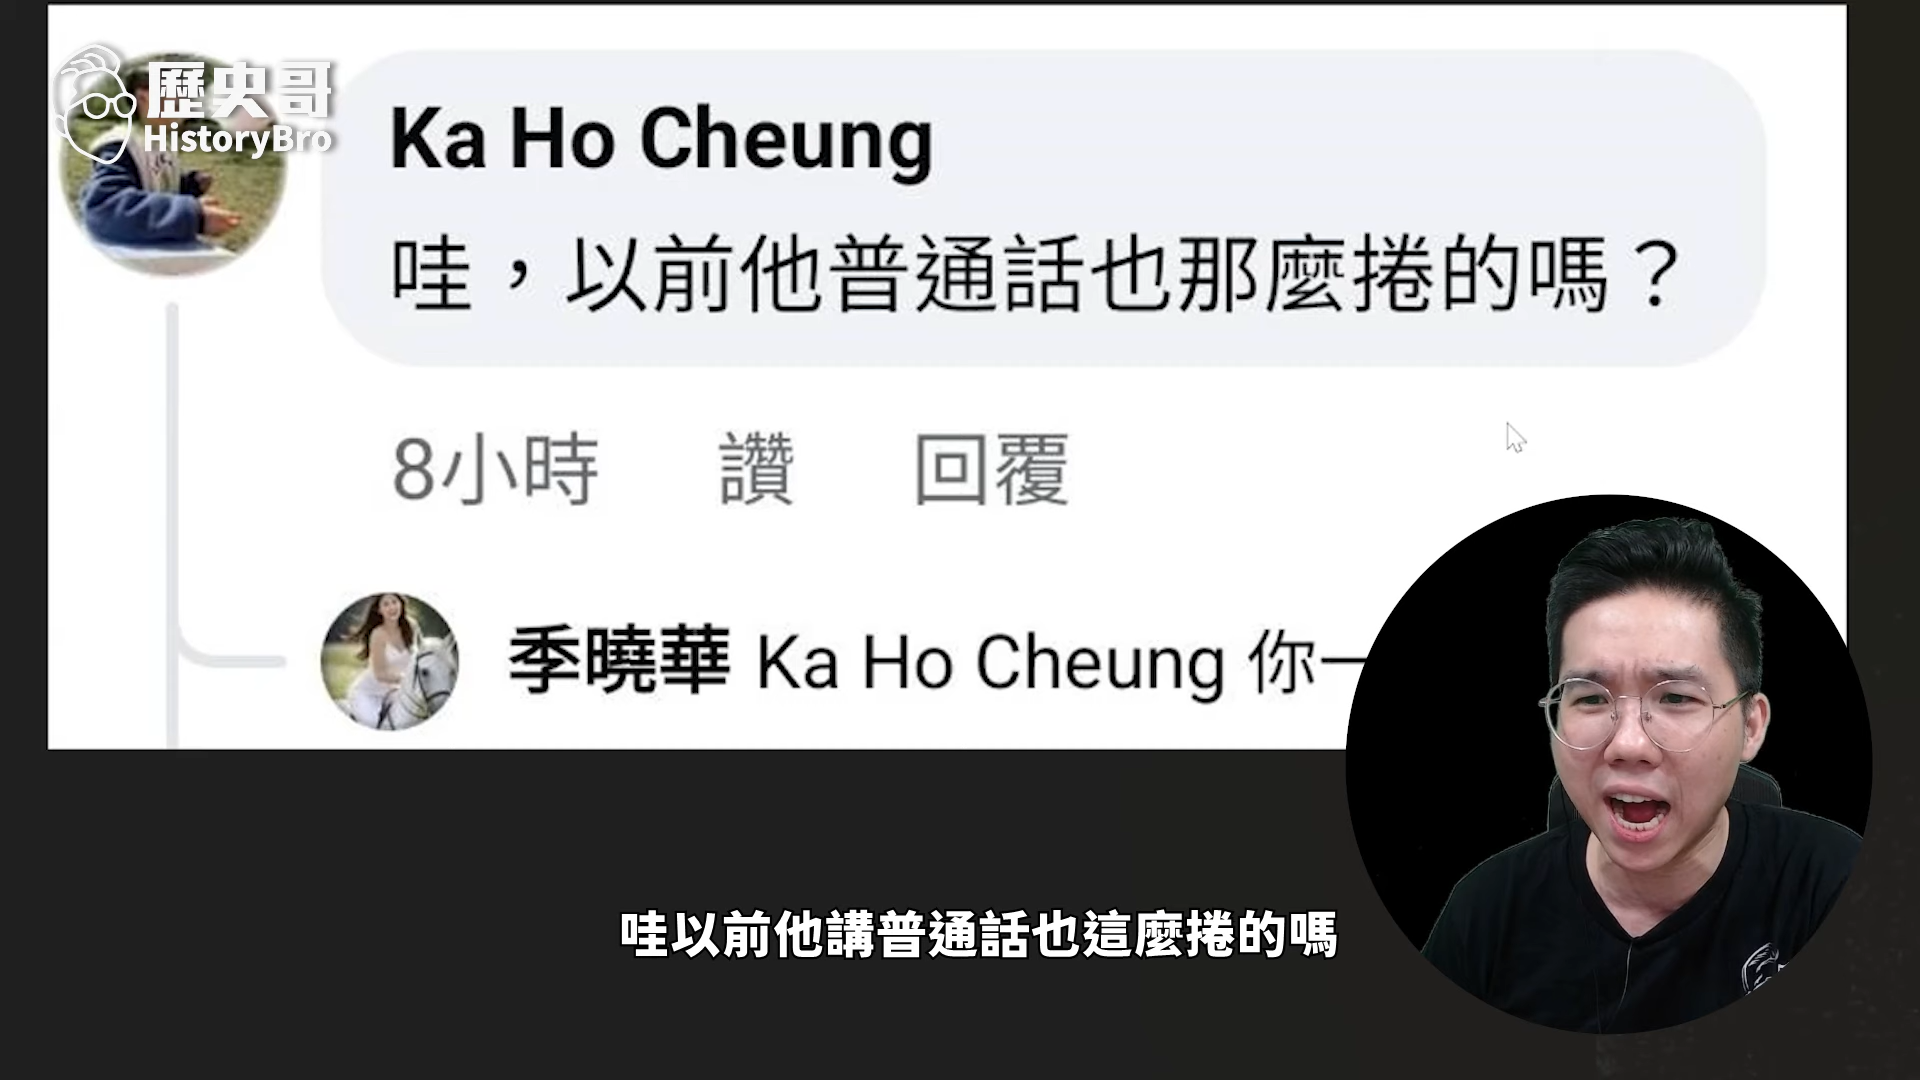 歷史哥
HistoryBro
Ka Ho Cheung
哇，以前他普通話也那麼捲的嗎？
8小時 讚 回覆
季曉華 Ka Ho Cheung 你一
哇以前他講普通話也這麼捲的嗎